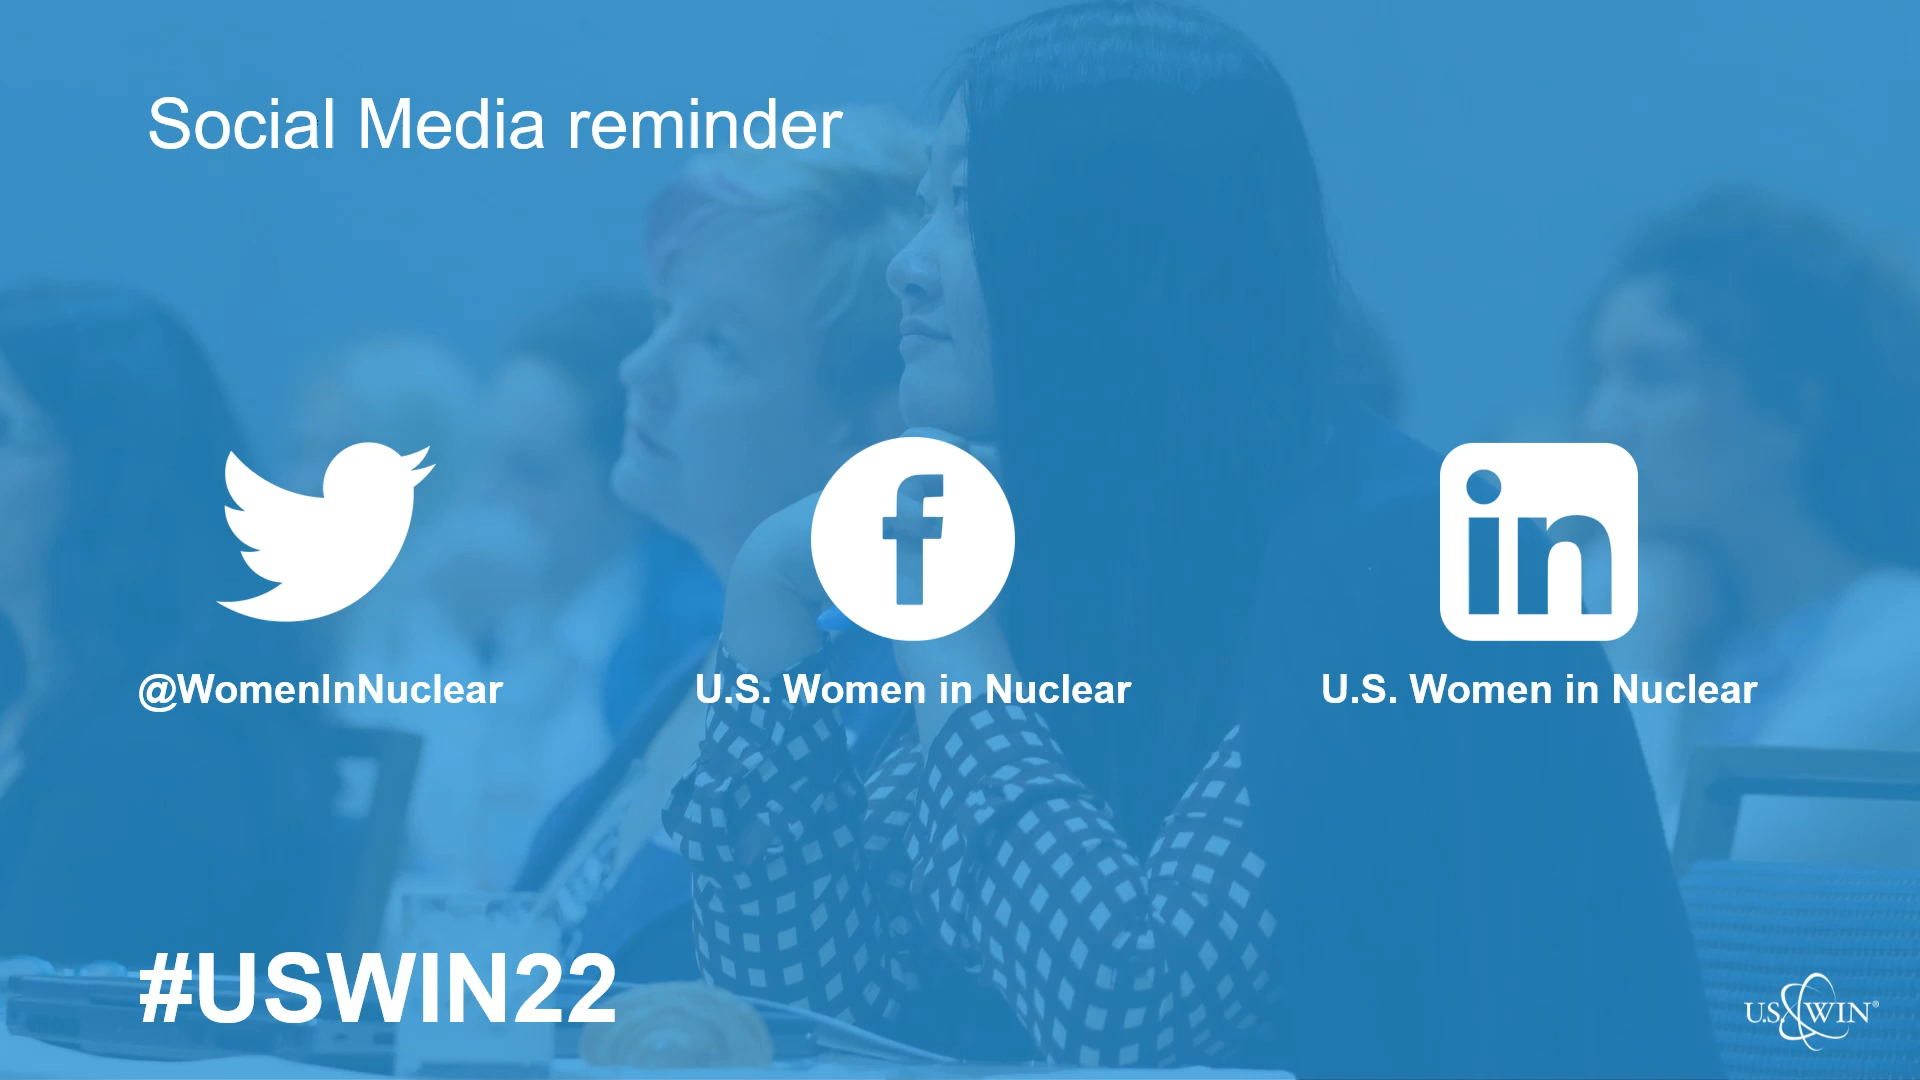 Social Media reminder
@WomenInNuclear
U.S. Women in Nuclear
U.S. Women in Nuclear
#USWIN22
U.S. WIN®